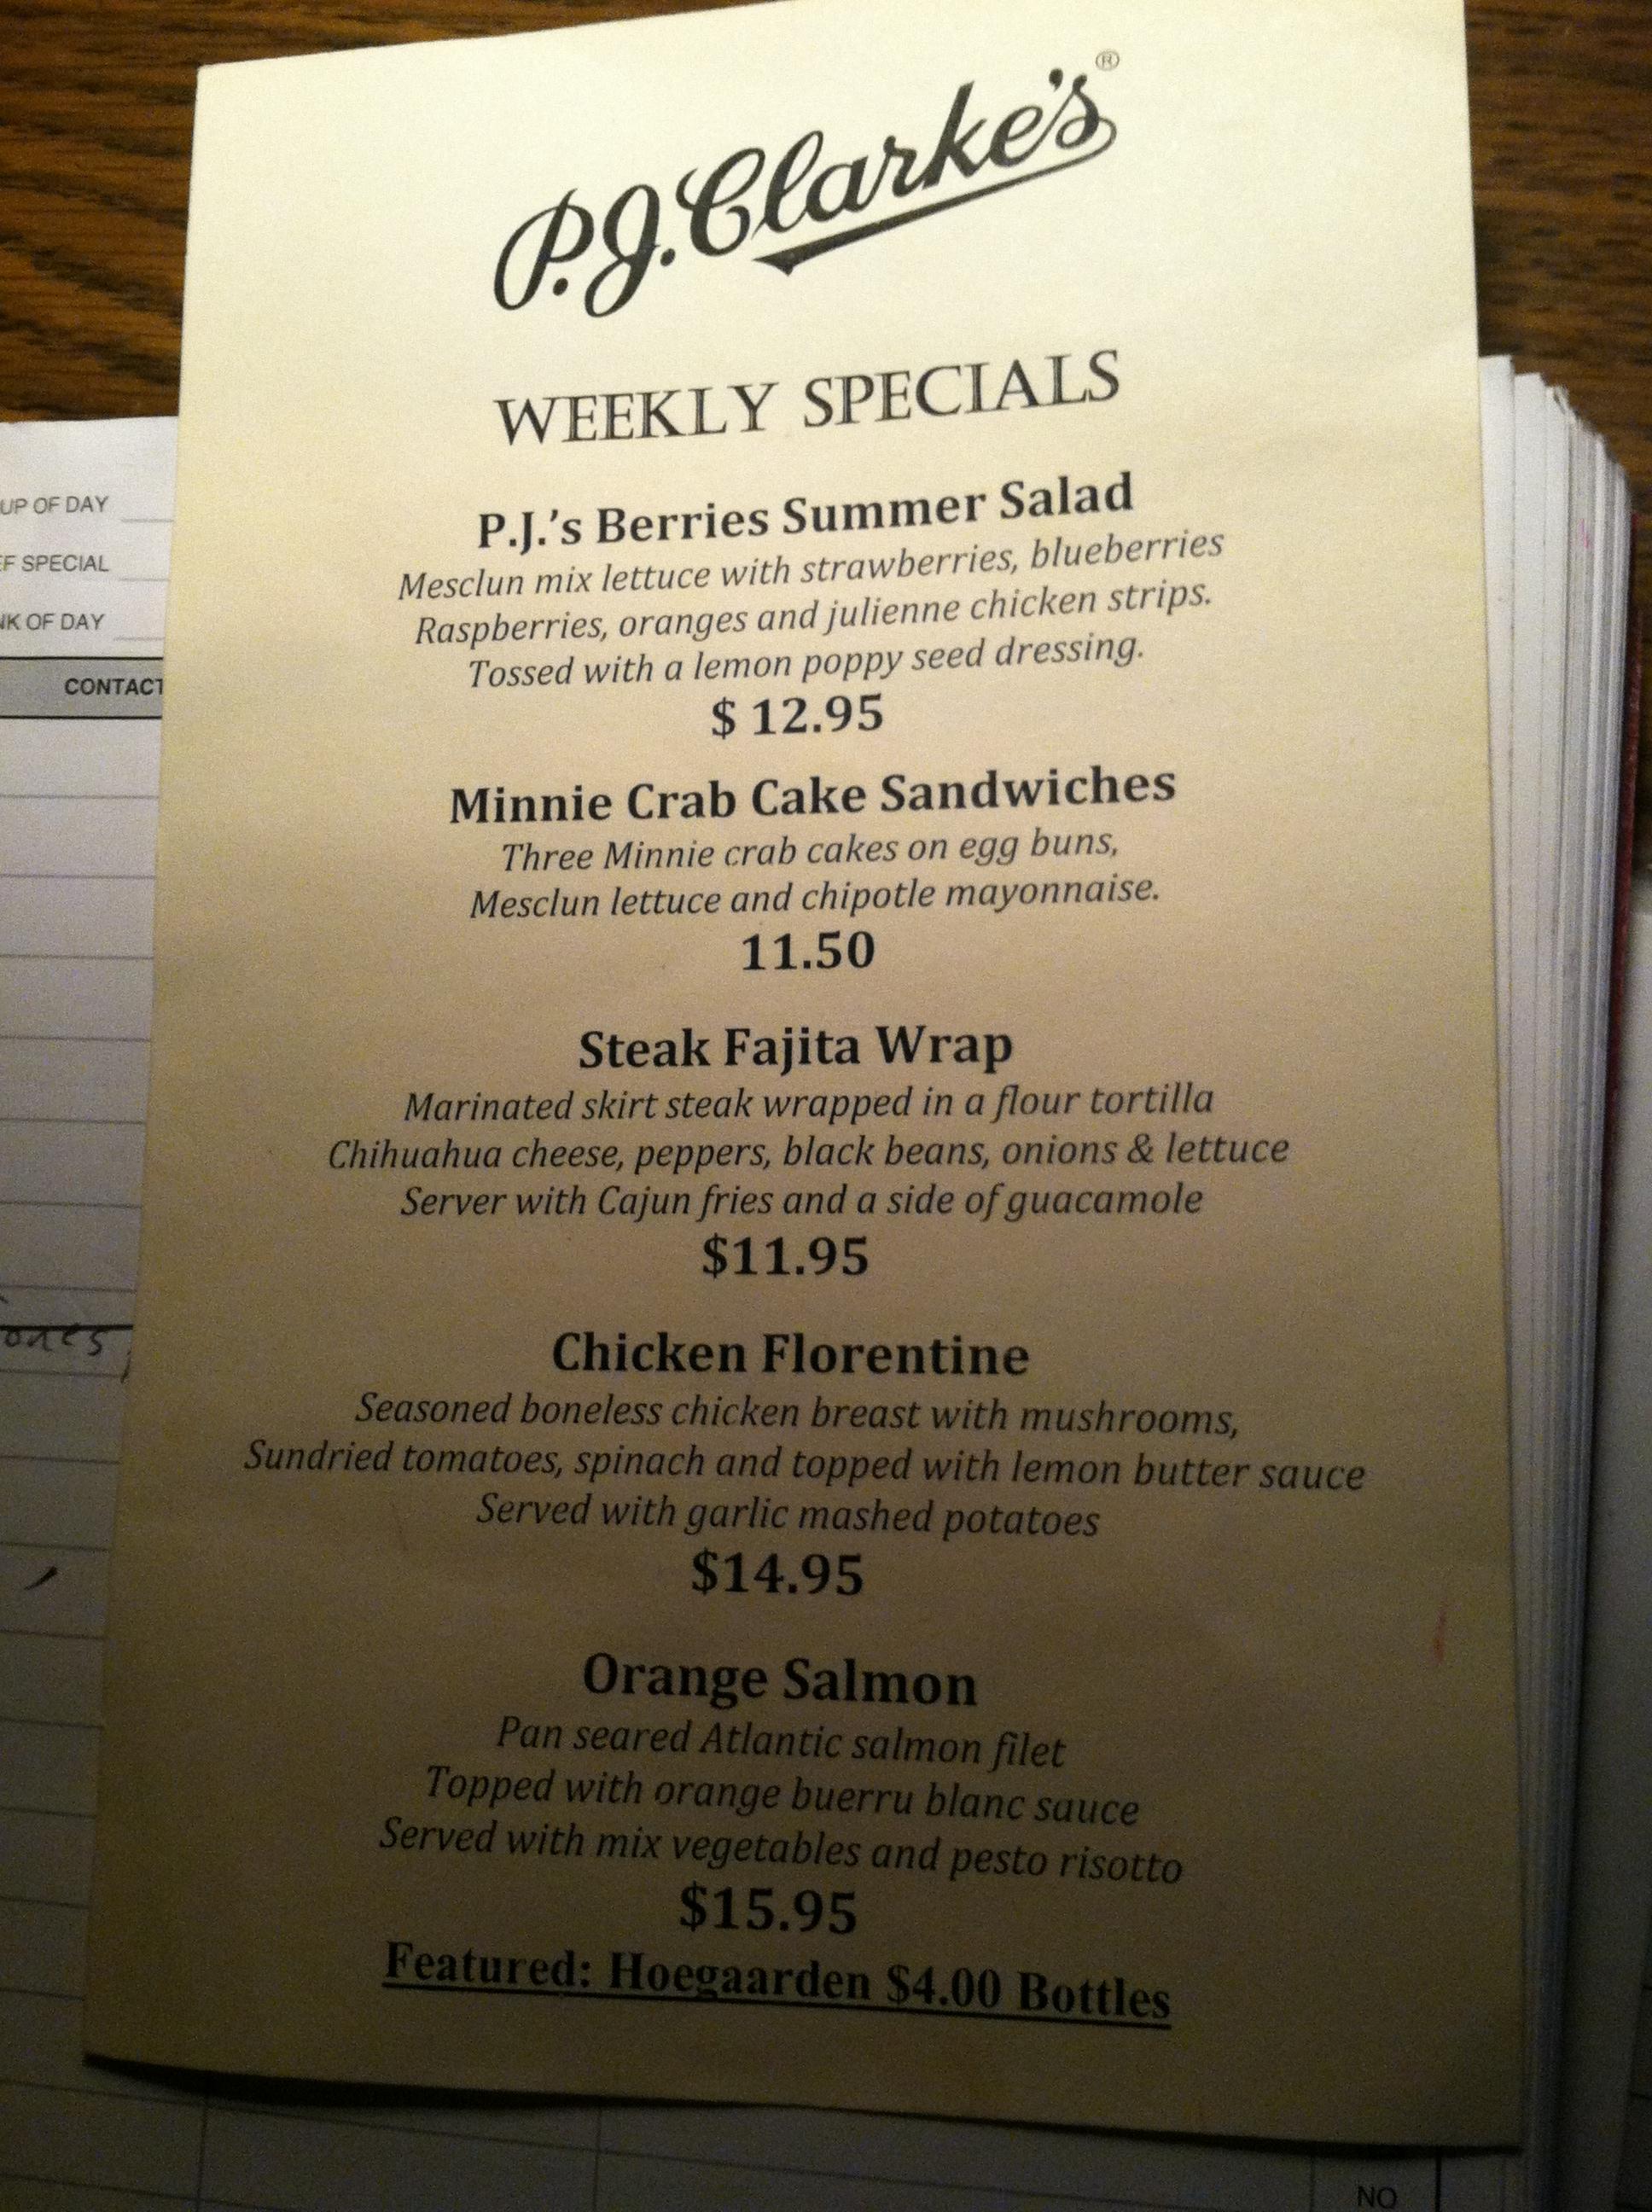 P.J. Clarke's®
WEEKLY SPECIALS
P.J.'s Berries Summer Salad
Mesclun mix lettuce with strawberries, blueberries
Raspberries, oranges and julienne chicken strips.
Tossed with a lemon poppy seed dressing.
$ 12.95
Minnie Crab Cake Sandwiches
Three Minnie crab cakes on egg buns,
Mesclun lettuce and chipotle mayonnaise.
11.50
Steak Fajita Wrap
Marinated skirt steak wrapped in a flour tortilla
Chihuahua cheese, peppers, black beans, onions & lettuce
Server with Cajun fries and a side of guacamole
$11.95
Chicken Florentine
Seasoned boneless chicken breast with mushrooms,
Sundried tomatoes, spinach and topped with lemon butter sauce
Served with garlic mashed potatoes
$14.95
Orange Salmon
Pan seared Atlantic salmon filet
Topped with orange buerru blanc sauce
Served with mix vegetables and pesto risotto
$15.95
Featured: Hoegaarden $4.00 Bottles
UP OF DAY
F SPECIAL
NK OF DAY
CONTACT
NO